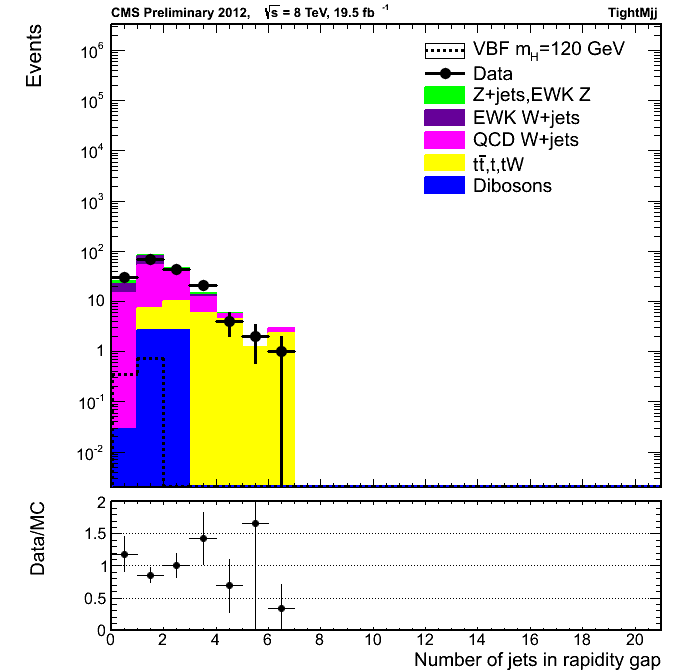 CMS Preliminary 2012, √s = 8 TeV, 19.5 fb⁻¹ TightMjj
Events
10⁶
10⁵
10⁴
10³
10²
10
1
10⁻¹
10⁻²
VBF m_H=120 GeV
Data
Z+jets,EWK Z
EWK W+jets
QCD W+jets
tt̄,t,tW
Dibosons
Data/MC
2
1.5
1
0.5
0
0 2 4 6 8 10 12 14 16 18 20
Number of jets in rapidity gap